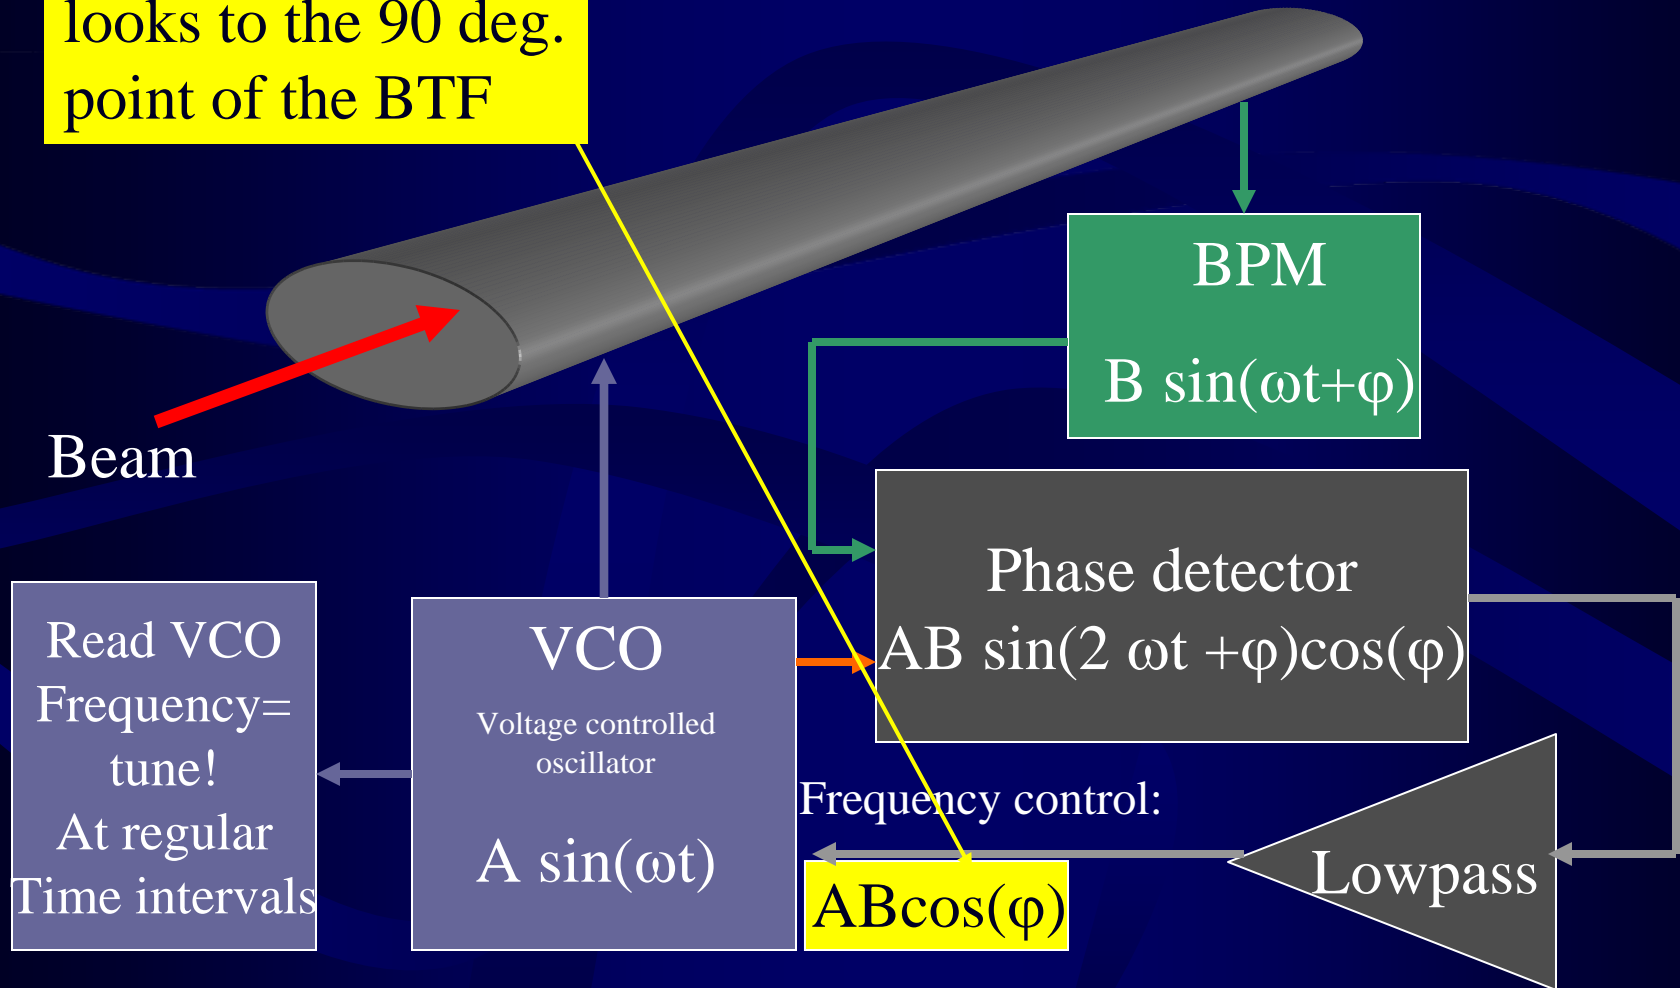 looks to the 90 deg.
point of the BTF
BPM
B sin(ωt+φ)
Beam
Phase detector
AB sin(2 ωt +φ)cos(φ)
Read VCO
Frequency=
tune!
At regular
Time intervals
VCO
Voltage controlled
oscillator
A sin(ωt)
Frequency control:
ABcos(φ)
Lowpass